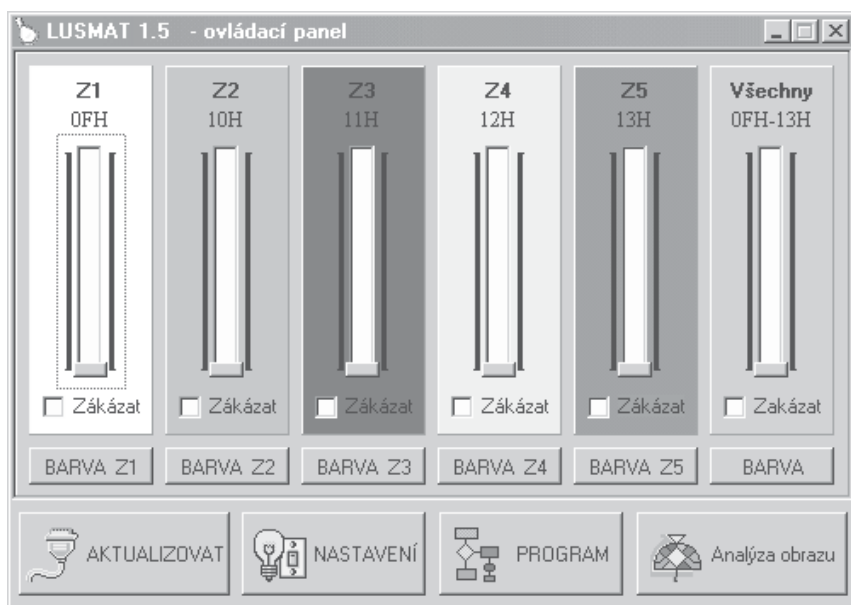 LUSMAT 1.5 - ovládací panel
Z1 Z2 Z3 Z4 Z5 Všechny
0FH 10H 11H 12H 13H 0FH-13H
Zákázat Zákázat Zákázat Zákázat Zákázat Zakázat
BARVA Z1 BARVA Z2 BARVA Z3 BARVA Z4 BARVA Z5 BARVA
AKTUALIZOVAT NASTAVENÍ PROGRAM Analýza obrazu